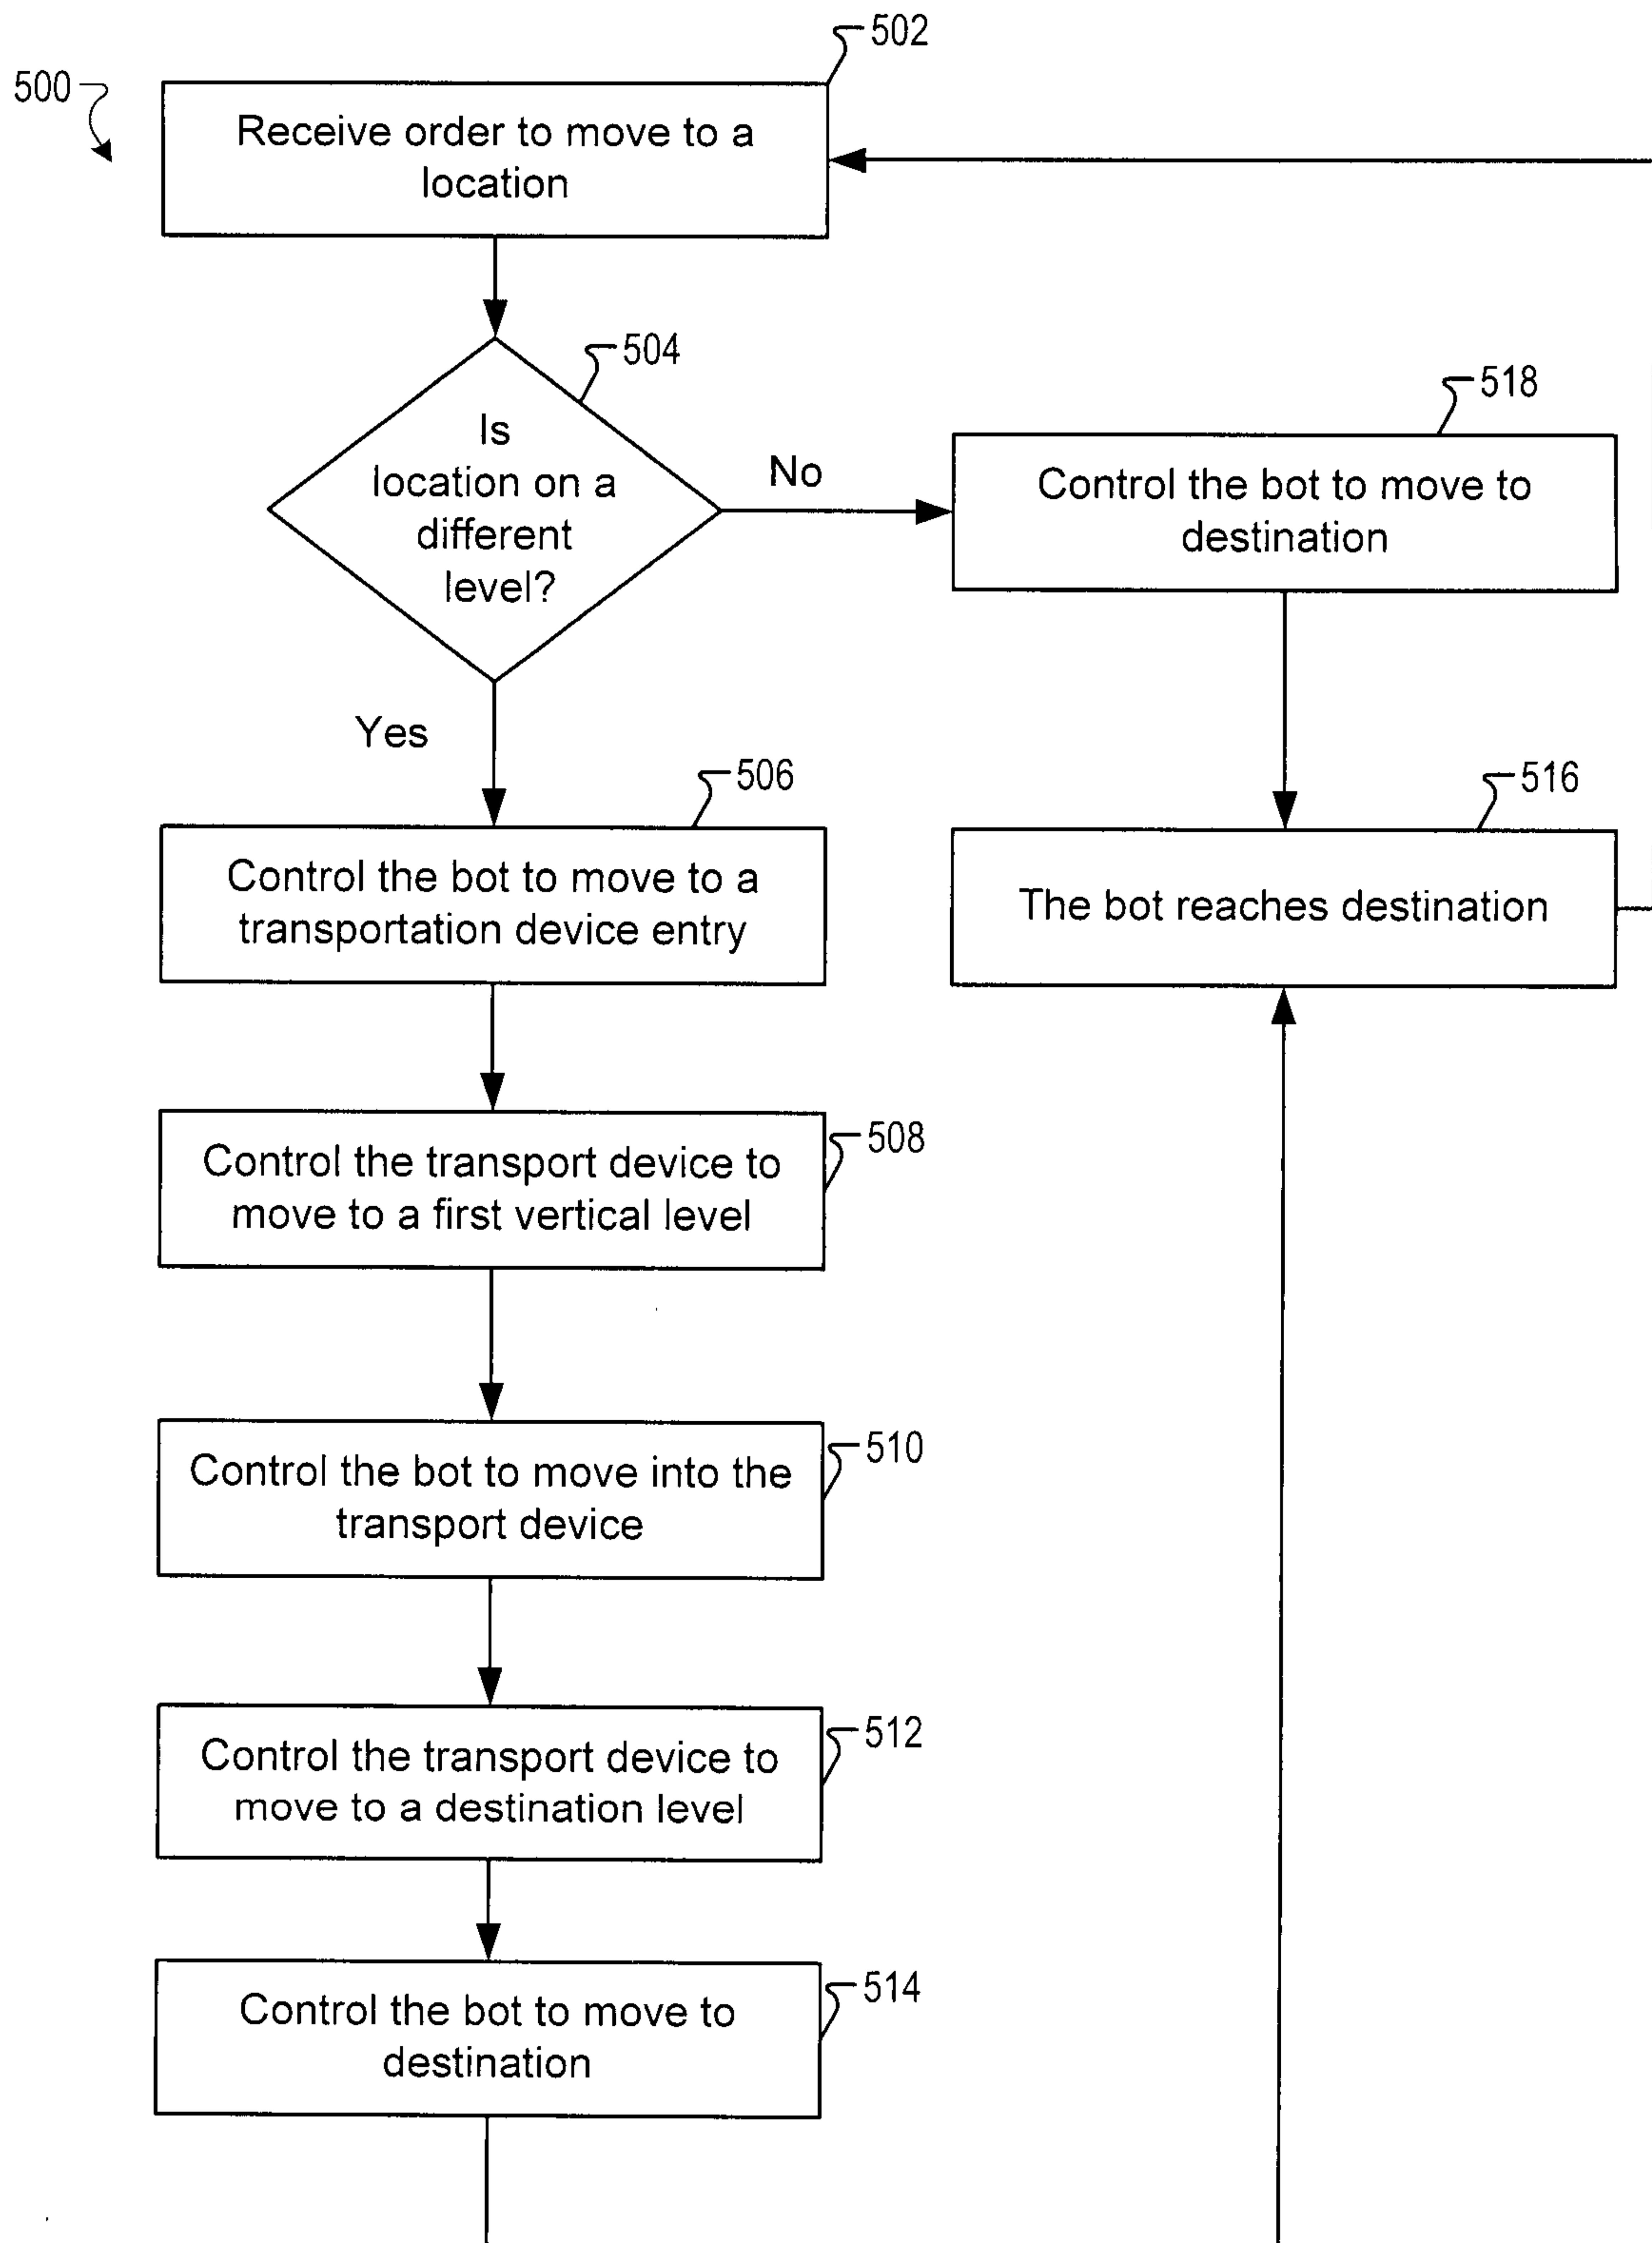 500
502
Receive order to move to a
location
504
Is
location on a
different
level?
No
Yes
518
Control the bot to move to
destination
506
Control the bot to move to a
transportation device entry
516
The bot reaches destination
508
Control the transport device to
move to a first vertical level
510
Control the bot to move into the
transport device
512
Control the transport device to
move to a destination level
514
Control the bot to move to
destination